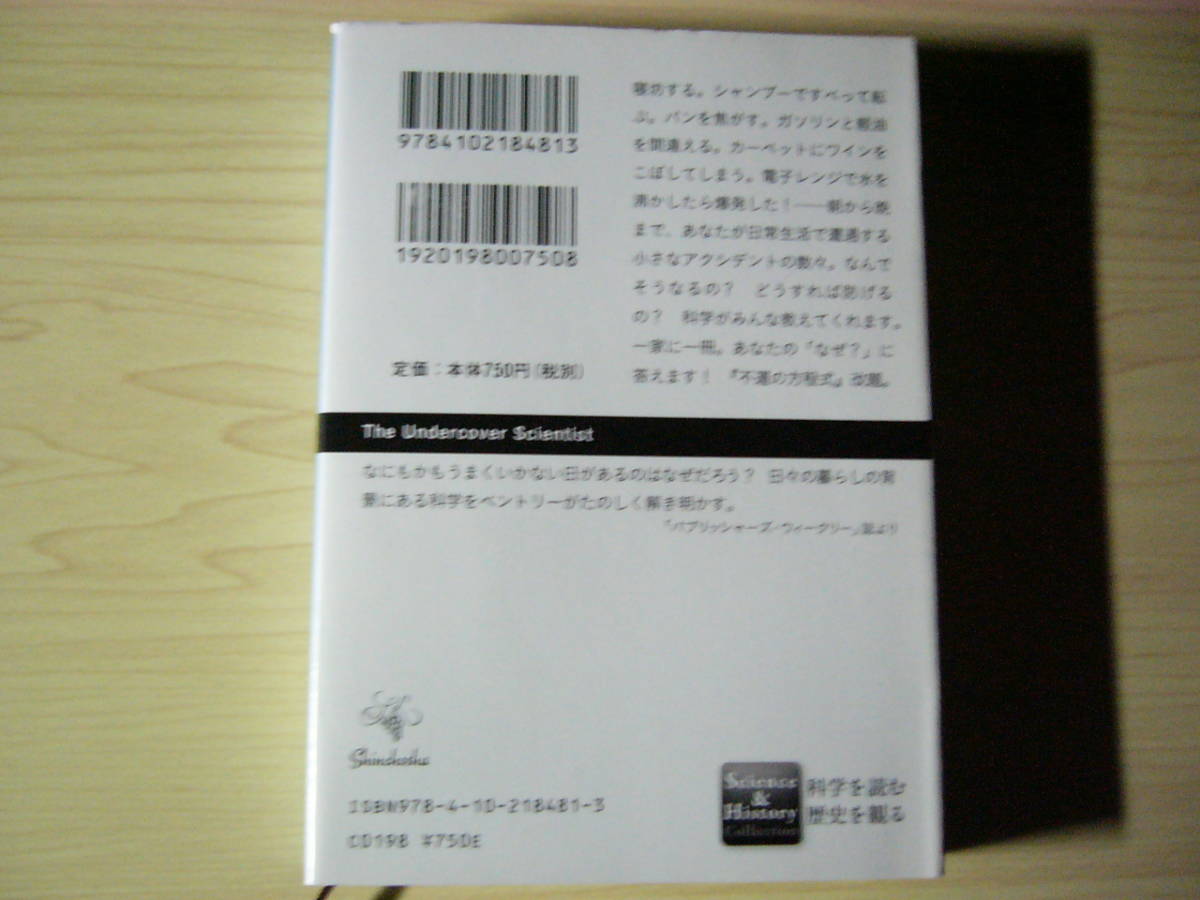 9784102184813
1920198007508
定価：本体750円（税別）
寝坊する。シャンプーですべって転
ぶ。パンを焦がす。ガソリンと軽油
を間違える。カーペットにワインを
こぼしてしまう。電子レンジで水を
沸かしたら爆発した！──朝から晩
まで、あなたが日常生活で遭遇する
小さなアクシデントの数々。なんで
そうなるの？　どうすれば防げる
の？　科学がみんな教えてくれます。
一家に一冊。あなたの「なぜ？」に
答えます！　『不運の方程式』改題。
The Undercover Scientist
なにもかもうまくいかない日があるのはなぜだろう？　日々の暮らしの背
景にある科学をベントリーがたのしく解き明かす。
「パブリッシャーズ・ウィークリー」誌より
Shinchosha
ISBN978-4-10-218481-3
C0198 ¥750E
Science
&
History
Collection
科学を読む
歴史を観る